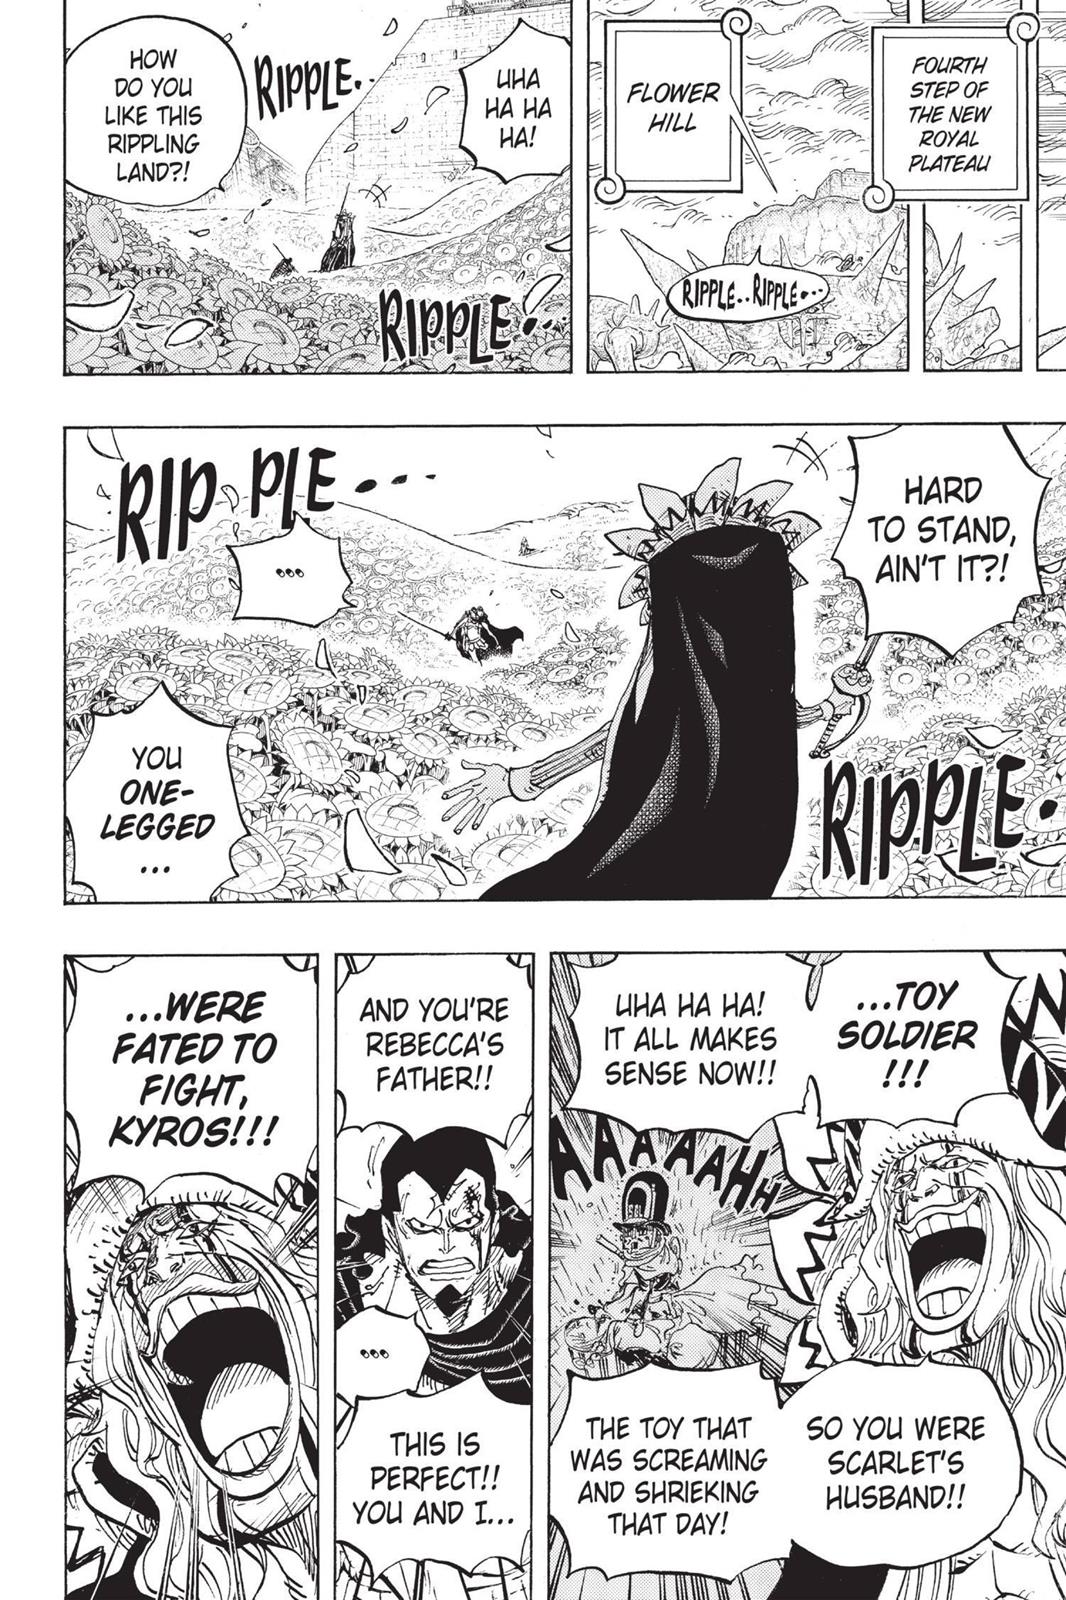 FOURTH
STEP OF
THE NEW
ROYAL
PLATEAU
FLOWER
HILL
RIPPLE..RIPPLE...
UHA
HA HA
HA!
RIPPLE..
HOW
DO YOU
LIKE THIS
RIPPLING
LAND?!
RIPPLE...
HARD
TO STAND,
AIN'T IT?!
RIPPLE...
...
RIPPLE..
YOU
ONE-
LEGGED
...
...TOY
SOLDIER
!!!
UHA HA HA!
IT ALL MAKES
SENSE NOW!!
AAAAAHH
SO YOU WERE
SCARLET'S
HUSBAND!!
THE TOY THAT
WAS SCREAMING
AND SHRIEKING
THAT DAY!
AND YOU'RE
REBECCA'S
FATHER!!
...
THIS IS
PERFECT!!
YOU AND I...
...WERE
FATED TO
FIGHT,
KYROS!!!